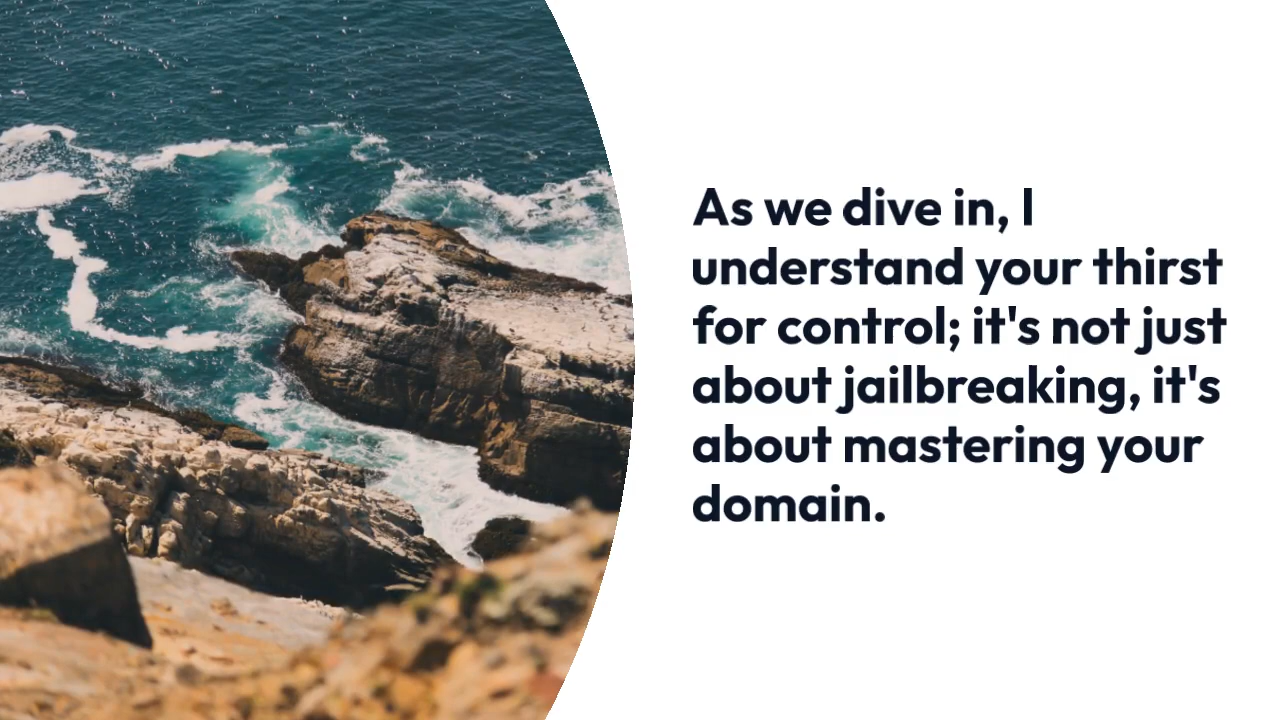 As we dive in, I
understand your thirst
for control; it's not just
about jailbreaking, it's
about mastering your
domain.